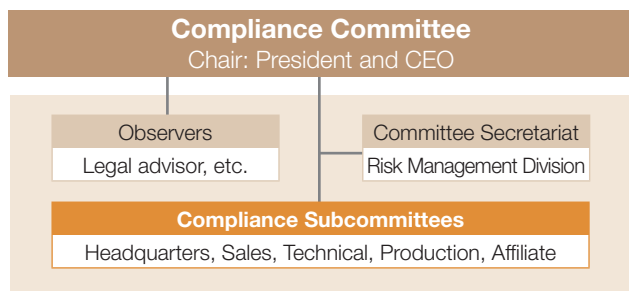 Compliance Committee
Chair: President and CEO
Observers
Legal advisor, etc.
Committee Secretariat
Risk Management Division
Compliance Subcommittees
Headquarters, Sales, Technical, Production, Affiliate